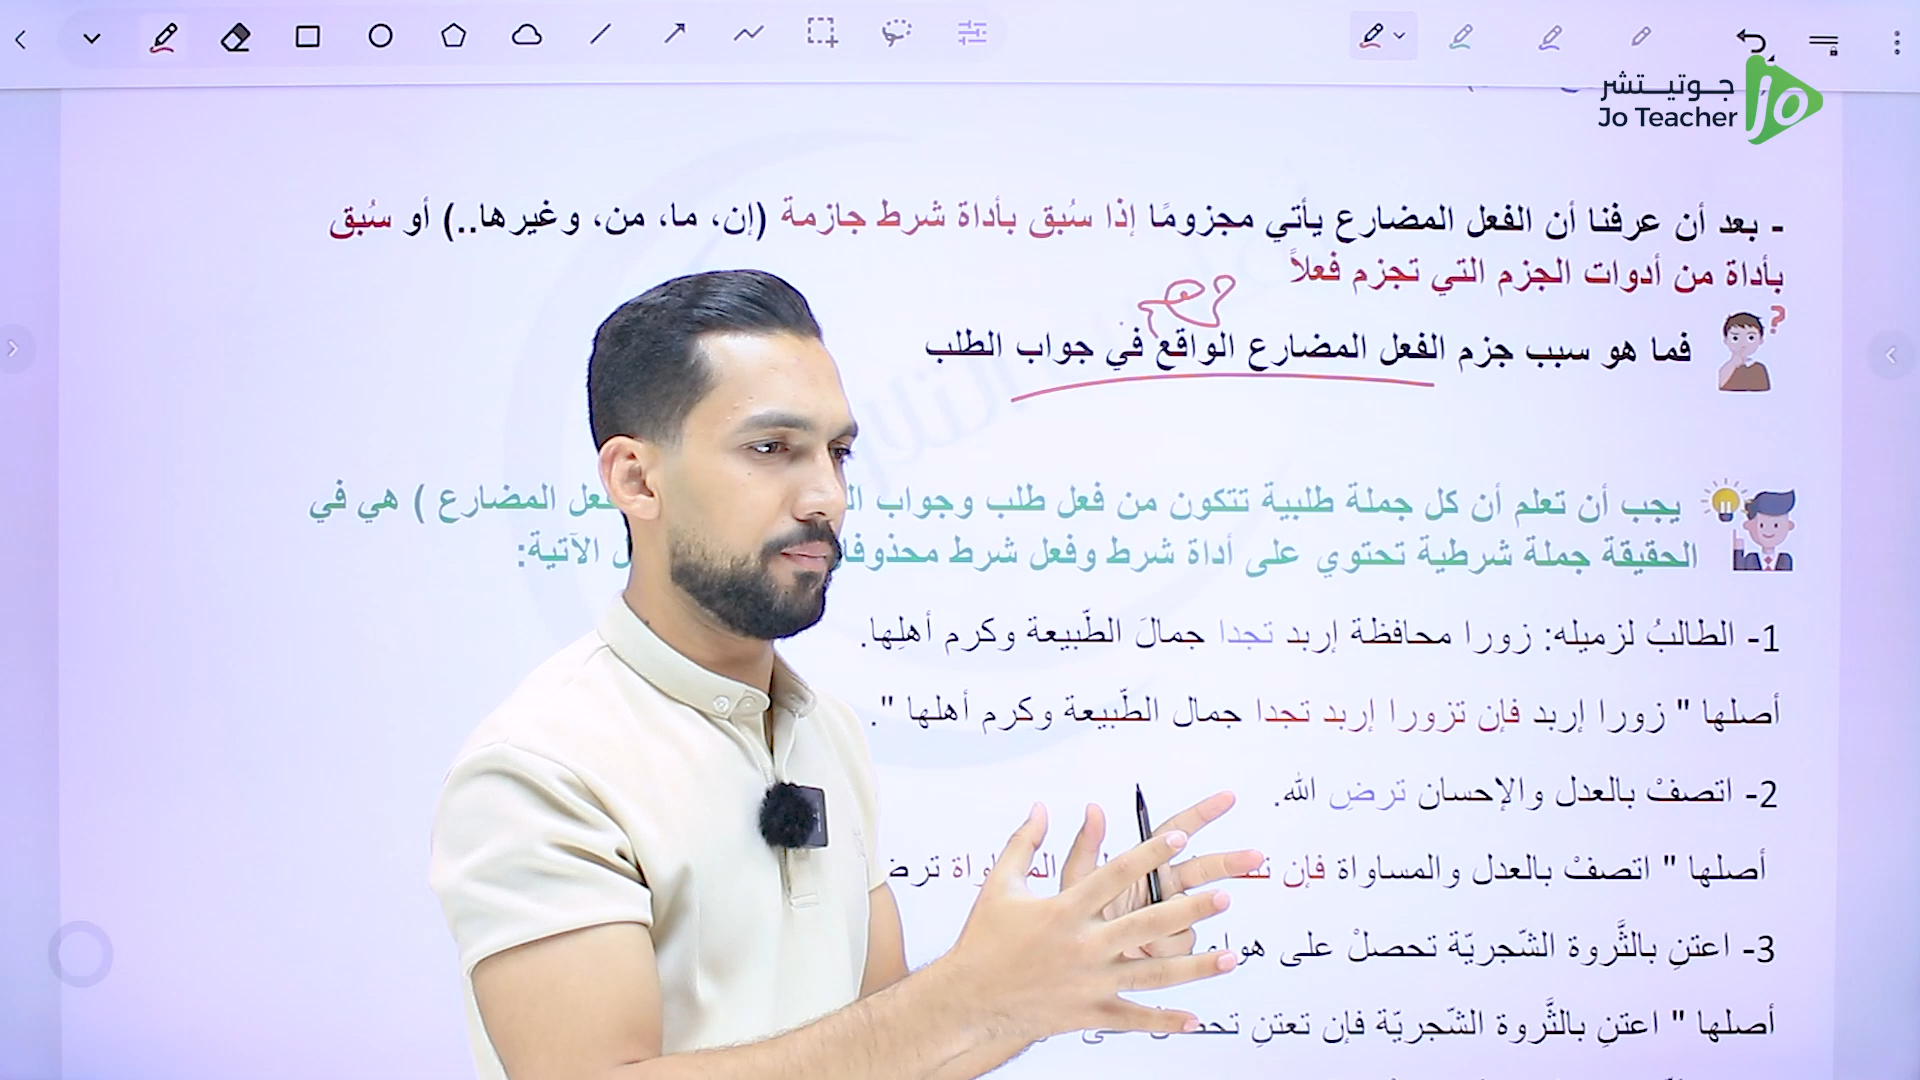 جـوتيـتشر
Jo Teacher
jo
- بعد أن عرفنا أن الفعل المضارع يأتي مجزومًا إذا سُبق بأداة شرط جازمة (إن، ما، من، وغيرها..) أو سُبق
بأداة من أدوات الجزم التي تجزم فعلاً
فما هو سبب جزم الفعل المضارع الواقع في جواب الطلب
?
يجب أن تعلم أن كل جملة طلبية تتكون من فعل طلب وجواب المضارع ) هي في
الحقيقة جملة شرطية تحتوي على أداة شرط وفعل شرط الآتية:
1- الطالبُ لزميله: زورا محافظة إربد تجدا جمالَ الطّبيعة وكرم أهلِها.
أصلها " زورا إربد فإن تزورا إربد تجدا جمال الطّبيعة وكرم أهلها ".
2- اتصفْ بالعدل والإحسان ترضِ الله.
أصلها " اتصفْ بالعدل والمساواة فإن
3- اعتنِ بالثَّروة الشّجريّة تحصلْ على
أصلها " اعتنِ بالثَّروة الشّجريّة فإن تعتنِ